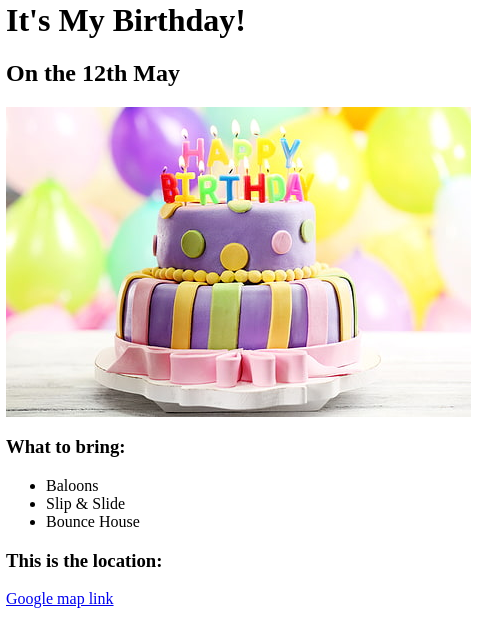 It's My Birthday!
On the 12th May
HAPPY
BIRTHDAY
What to bring:
Baloons
Slip & Slide
Bounce House
This is the location:
Google map link